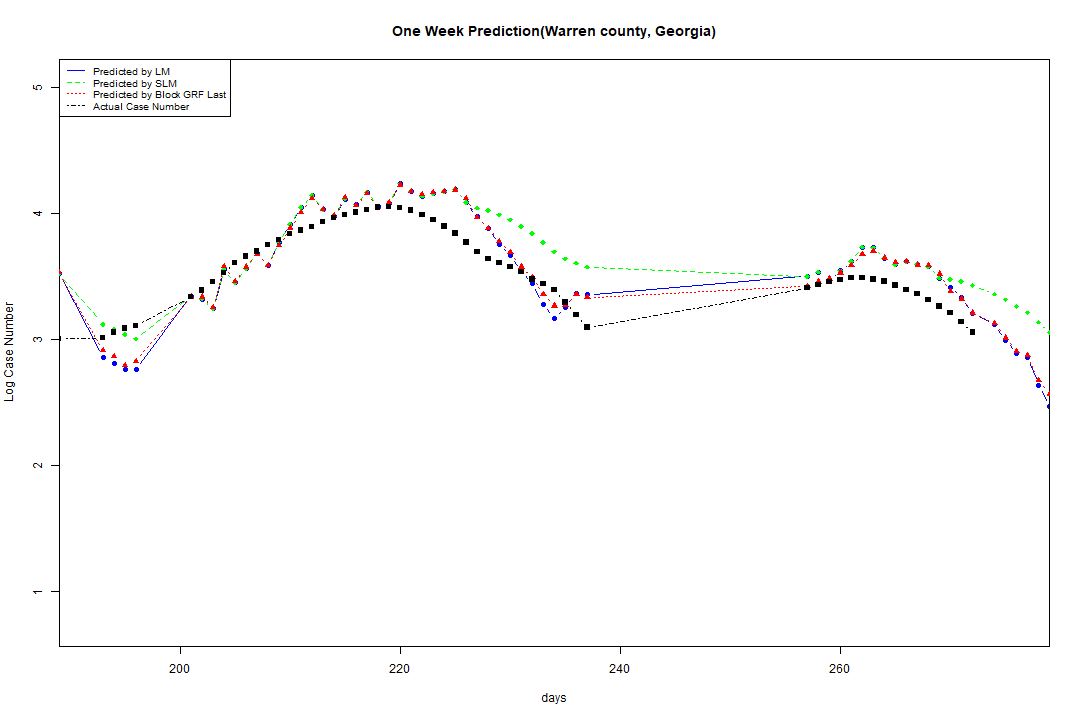 One Week Prediction(Warren county, Georgia)
Predicted by LM
Predicted by SLM
Predicted by Block GRF Last
Actual Case Number
5
4
3
2
1
Log Case Number
200 220 240 260
days